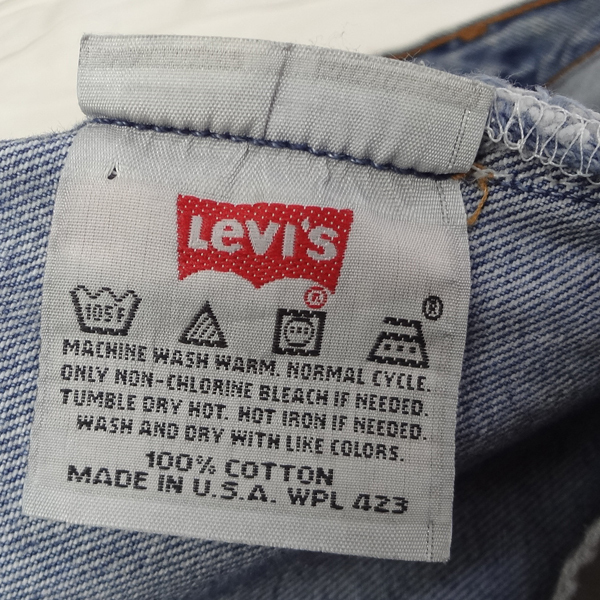 Levi's
®
®
105F
MACHINE WASH WARM. NORMAL CYCLE.
ONLY NON-CHLORINE BLEACH IF NEEDED.
TUMBLE DRY HOT. HOT IRON IF NEEDED.
WASH AND DRY WITH LIKE COLORS.
100% COTTON
MADE IN U.S.A. WPL 423